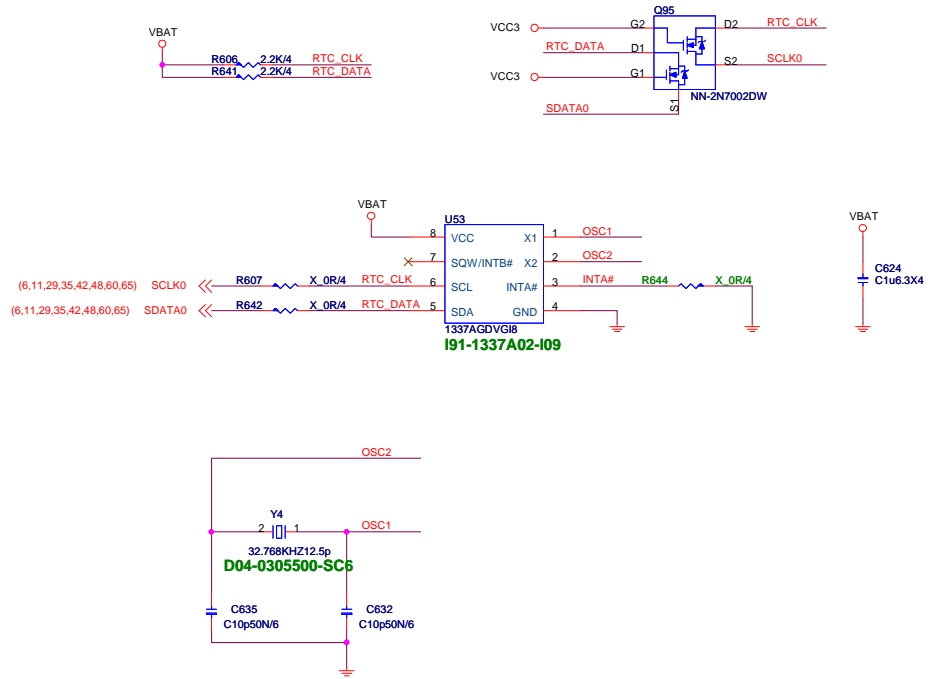 VBAT
R606 2.2K/4 RTC_CLK
R641 2.2K/4 RTC_DATA
Q95
VCC3 G2 D2 RTC_CLK
RTC_DATA D1
S2 SCLK0
VCC3 G1
NN-2N7002DW
SDATA0 S1
VBAT
U53
8 VCC X1 1 OSC1
7 SQW/INTB# X2 2 OSC2
(6,11,29,35,42,48,60,65) SCLK0 R607 X_0R/4 RTC_CLK 6 SCL INTA# 3 INTA# R644 X_0R/4
(6,11,29,35,42,48,60,65) SDATA0 R642 X_0R/4 RTC_DATA 5 SDA GND 4
1337AGDVGI8
I91-1337A02-I09
VBAT
C624
C1u6.3X4
OSC2
Y4
2 1 OSC1
32.768KHZ12.5p
D04-0305500-SC6
C635 C632
C10p50N/6 C10p50N/6